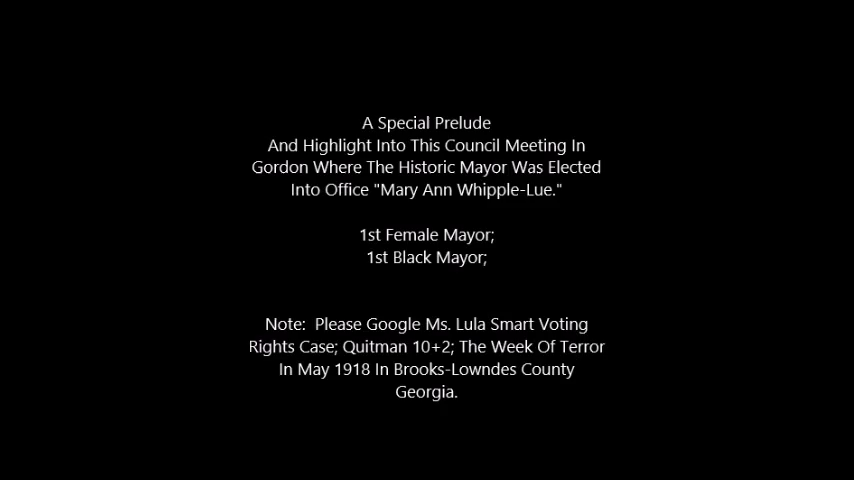 A Special Prelude
And Highlight Into This Council Meeting In
Gordon Where The Historic Mayor Was Elected
Into Office "Mary Ann Whipple-Lue."
1st Female Mayor;
1st Black Mayor;
Note:  Please Google Ms. Lula Smart Voting
Rights Case; Quitman 10+2; The Week Of Terror
In May 1918 In Brooks-Lowndes County
Georgia.